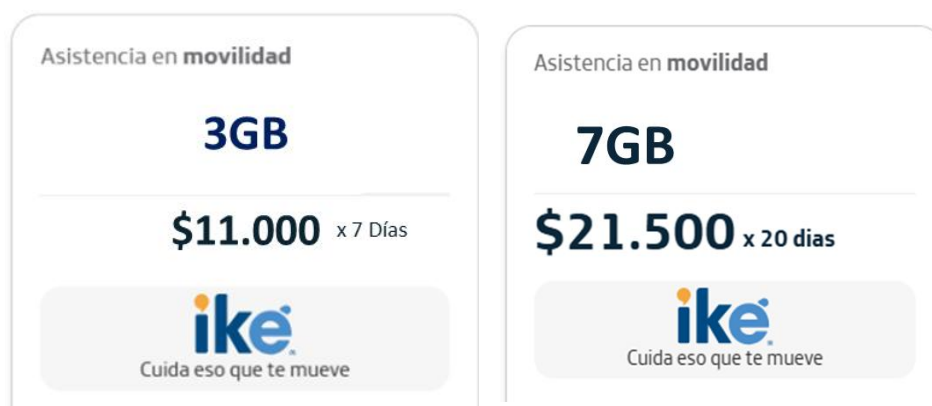 Asistencia en movilidad
3GB
$11.000 x 7 Días
ike
Cuida eso que te mueve
Asistencia en movilidad
7GB
$21.500 x 20 dias
ike
Cuida eso que te mueve